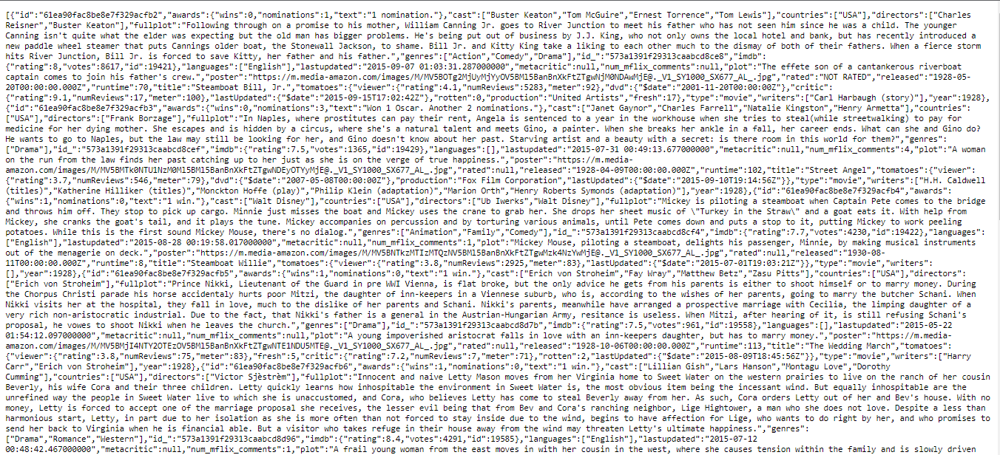 [{"id":"61ea90fac8be8e7f329acfb2","awards":{"wins":0,"nominations":1,"text":"1 nomination."},"cast":["Buster Keaton","Tom McGuire","Ernest Torrence","Tom Lewis"],"countries":["USA"],"directors":["Charles
Reisner","Buster Keaton"],"fullplot":"Following through on a promise to his mother, William Canning Jr. goes to River Junction to meet his father who has not seen him since he was a child. The younger
Canning isn't quite what the elder was expecting but the old man has bigger problems. He's being put out of business by J.J. King, who not only owns the local hotel and bank, but has recently introduced a
new paddle wheel steamer that puts Cannings older boat, the Stonewall Jackson, to shame. Bill Jr. and Kitty King take a liking to each other much to the dismay of both of their fathers. When a fierce storm
hits River Junction, Bill Jr. is forced to save Kitty, her father and his father.","genres":["Action","Comedy","Drama"],"id_":"573a1391f29313caabcd8ce8","imdb":
{"rating":8,"votes":8617,"id":19421},"languages":["English"],"lastupdated":"2015-09-07 01:03:31.287000000","metacritic":null,"num_mflix_comments":1,"plot":"The effete son of a cantankerous riverboat
captain comes to join his father's crew.","poster":"https://m.media-amazon.com/images/M/MV5BOTg2MjUyMjYyOV5BMl5BanBnXkFtZTgwNjM0NDAwMjE@._V1_SY1000_SX677_AL_.jpg","rated":"NOT RATED","released":"1928-05-
20T00:00:00.000Z","runtime":70,"title":"Steamboat Bill, Jr.","tomatoes":{"viewer":{"rating":4.1,"numReviews":5283,"meter":92},"dvd":{"$date":"2001-11-20T00:00:00Z"},"critic":
{"rating":9.1,"numReviews":17,"meter":100},"lastUpdated":{"$date":"2015-09-15T17:02:42Z"},"rotten":0,"production":"United Artists","fresh":17},"type":"movie","writers":["Carl Harbaugh (story)"],"year":1928},
{"id":"61ea90fac8be8e7f329acfb3","awards":{"wins":0,"nominations":3,"text":"Won 1 Oscar. Another 2 nominations."},"cast":["Janet Gaynor","Charles Farrell","Natalie Kingston","Henry Armetta"],"countries":
["USA"],"directors":["Frank Borzage"],"fullplot":"In Naples, where prostitutes can pay their rent, Angela is sentenced to a year in the workhouse when she tries to steal(while streetwalking) to pay for
medicine for her dying mother. She escapes and is hidden by a circus, where she's a natural talent and meets Gino, a painter. When she breaks her ankle in a fall, her career ends. What can she and Gino do?
He wants to go to Naples, but the law may still be looking for her, and Gino doesn't know about her past. Starving artist and a beauty with a secret: is there room in this world for them?","genres":
["Drama"],"id_":"573a1391f29313caabcd8cef","imdb":{"rating":7.5,"votes":1365,"id":19429},"languages":[],"lastupdated":"2015-07-31 00:49:13.677000000","metacritic":null,"num_mflix_comments":4,"plot":"A woman
on the run from the law finds her past catching up to her just as she is on the verge of true happiness.","poster":"https://m.media-
amazon.com/images/M/MV5BMTk0NTU1NzM0Ml5BMl5BanBnXkFtZTgwNDEyOTYyMjE@._V1_SY1000_SX677_AL_.jpg","rated":null,"released":"1928-04-09T00:00:00.000Z","runtime":102,"title":"Street Angel","tomatoes":{"viewer":
{"rating":3.7,"numReviews":546,"meter":79},"dvd":{"$date":"2007-05-08T00:00:00Z"},"production":"Fox Film Corporation","lastUpdated":{"$date":"2015-09-10T19:14:56Z"}},"type":"movie","writers":["H.H. Caldwell
(titles)","Katherine Hilliker (titles)","Monckton Hoffe (play)","Philip Klein (adaptation)","Marion Orth","Henry Roberts Symonds (adaptation)"],"year":1928},{"id":"61ea90fac8be8e7f329acfb4","awards":
{"wins":1,"nominations":0,"text":"1 win."},"cast":["Walt Disney"],"countries":["USA"],"directors":["Ub Iwerks","Walt Disney"],"fullplot":"Mickey is piloting a steamboat when Captain Pete comes to the bridge
and throws him off. They stop to pick up cargo. Minnie just misses the boat and Mickey uses the crane to grab her. She drops her sheet music of \"Turkey in the Straw\" and a goat eats it. With help from
Mickey, she cranks the goat's tail, and it plays the tune. Mickey accompanies on percussion and by torturing various animals, until Pete comes down and puts a stop to it, putting Mickey to work peeling
potatoes. While this is the first sound Mickey Mouse, there's no dialog.","genres":["Animation","Family","Comedy"],"id_":"573a1391f29313caabcd8cf4","imdb":{"rating":7.7,"votes":4230,"id":19422},"languages":
["English"],"lastupdated":"2015-08-28 00:19:58.017000000","metacritic":null,"num_mflix_comments":1,"plot":"Mickey Mouse, piloting a steamboat, delights his passenger, Minnie, by making musical instruments
out of the menagerie on deck.","poster":"https://m.media-amazon.com/images/M/MV5BNTkzMTIzMTQzNV5BMl5BanBnXkFtZTgwMzk4NzYwMjE@._V1_SY1000_SX677_AL_.jpg","rated":null,"released":"1930-08-
11T00:00:00.000Z","runtime":8,"title":"Steamboat Willie","tomatoes":{"viewer":{"rating":3.8,"numReviews":2925,"meter":83},"lastUpdated":{"$date":"2015-07-01T19:03:21Z"}},"type":"movie","writers":
[],"year":1928},{"id":"61ea90fac8be8e7f329acfb5","awards":{"wins":1,"nominations":0,"text":"1 win."},"cast":["Erich von Stroheim","Fay Wray","Matthew Betz","Zasu Pitts"],"countries":["USA"],"directors":
["Erich von Stroheim"],"fullplot":"Prince Nikki, Lieutenant of the Guard in pre WWI Vienna, is flat broke, but the only advice he gets from his parents is either to shoot himself or to marry money. During
the Chorpus Christi parade his horse accidentaly hurts poor Mitzi, the daughter of inn-keepers in a Viennese suburb, who is, according to the wishes of her parents, going to marry the butcher Schani. When
Nikki visits her at the hospital, they fall in love, much to the dislike of her parents and Schani. Nikki's parents, meanwhile have arranged a prospective marriage with Cecilia, the limping daughter of a
very rich non-aristocratic industrial. Due to the fact, that Nikki's father is a general in the Austrian-Hungarian Army, resitance is useless. When Mitzi, after hearing of it, is still refusing Schani's
proposal, he vowes to shoot Nikki when he leaves the church.","genres":["Drama"],"id_":"573a1391f29313caabcd8d7b","imdb":{"rating":7.5,"votes":961,"id":19558},"languages":[],"lastupdated":"2015-05-22
01:54:12.097000000","metacritic":null,"num_mflix_comments":1,"plot":"A young impoverished aristocrat falls in love with an inn-keepers daughter, but has to marry money.","poster":"https://m.media-
amazon.com/images/M/MV5BMjI4NTY2OTEzOV5BMl5BanBnXkFtZTgwNTE1NDU5MTE@._V1_SY1000_SX677_AL_.jpg","rated":null,"released":"1928-10-06T00:00:00.000Z","runtime":113,"title":"The Wedding March","tomatoes":
{"viewer":{"rating":3.8,"numReviews":75,"meter":83},"fresh":5,"critic":{"rating":7.2,"numReviews":7,"meter":71},"rotten":2,"lastUpdated":{"$date":"2015-08-09T18:45:56Z"}},"type":"movie","writers":["Harry
Carr","Erich von Stroheim"],"year":1928},{"id":"61ea90fac8be8e7f329acfb6","awards":{"wins":1,"nominations":0,"text":"1 win."},"cast":["Lillian Gish","Lars Hanson","Montagu Love","Dorothy
Cumming"],"countries":["USA"],"directors":["Victor Sjèstrèm"],"fullplot":"Innocent and naive Letty Mason moves from her Virginia home to Sweet Water on the western prairies to live on the ranch of her cousin
Beverly, his wife Cora and their three children. Letty quickly learns how inhospitable the environment in Sweet Water is, the most obvious item being the incessant wind. But equally inhospitable are the
unrefined way the people in Sweet Water live to which she is unaccustomed, and Cora, who believes Letty has come to steal Beverly away from her. As such, Cora orders Letty out of her and Bev's house. With no
money, Letty is forced to accept one of the marriage proposal she receives, the lesser evil being that from Bev and Cora's ranching neighbor, Lige Hightower, a man who she does not love. Despite a less than
harmonious start, Letty, in part due to her isolation as she is more often than not forced to stay inside due to the wind, begins to have affection for Lige, who wants to do right by her, and who promises to
send her back to Virginia when he is financial able. But a visitor who takes refuge in their house away from the wind may threaten Letty's ultimate happiness.","genres":
["Drama","Romance","Western"],"id_":"573a1391f29313caabcd8d96","imdb":{"rating":8.4,"votes":4291,"id":19585},"languages":["English"],"lastupdated":"2015-07-12
00:48:42.467000000","metacritic":null,"num_mflix_comments":1,"plot":"A frail young woman from the east moves in with her cousin in the west, where she causes tension within the family and is slowly driven